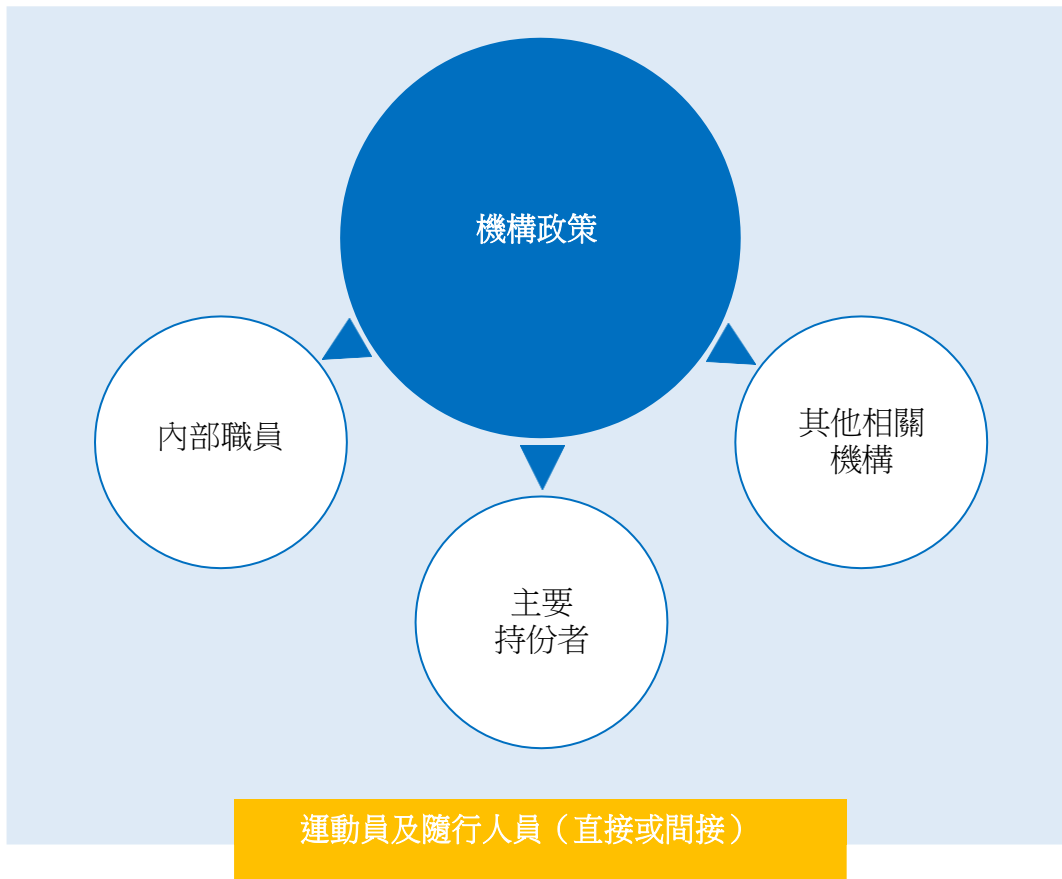 機構政策
內部職員
其他相關
機構
主要
持份者
運動員及隨行人員（直接或間接）